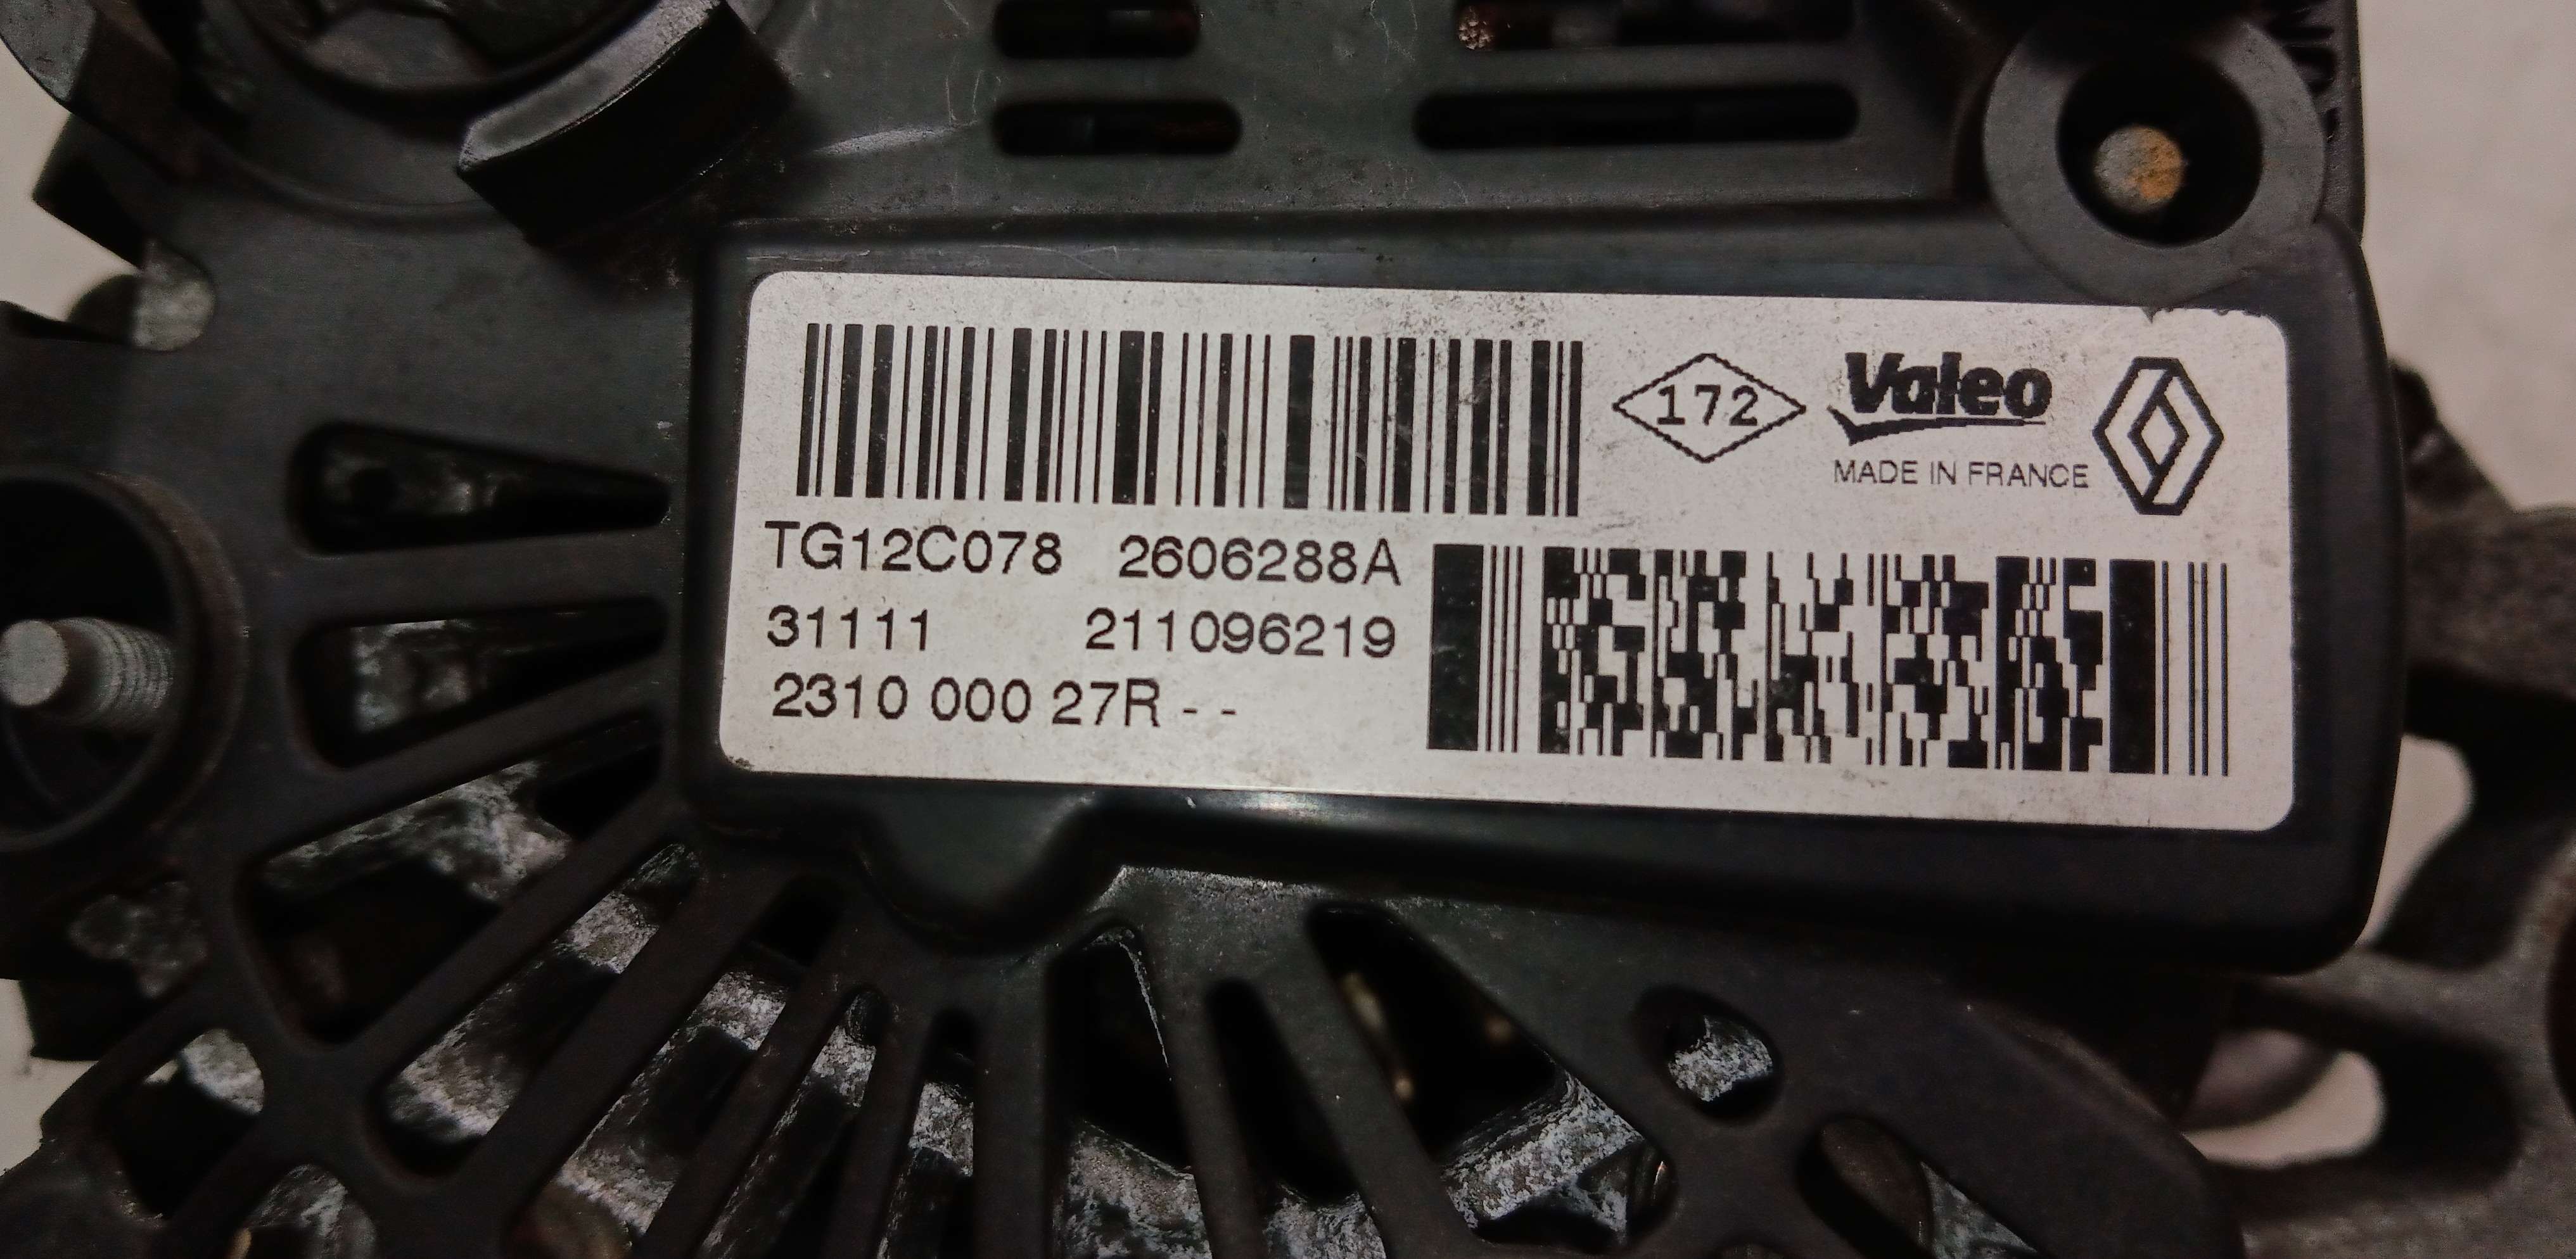 172 Valeo
MADE IN FRANCE
TG12C078 2606288A
31111 211096219
2310 000 27R - -